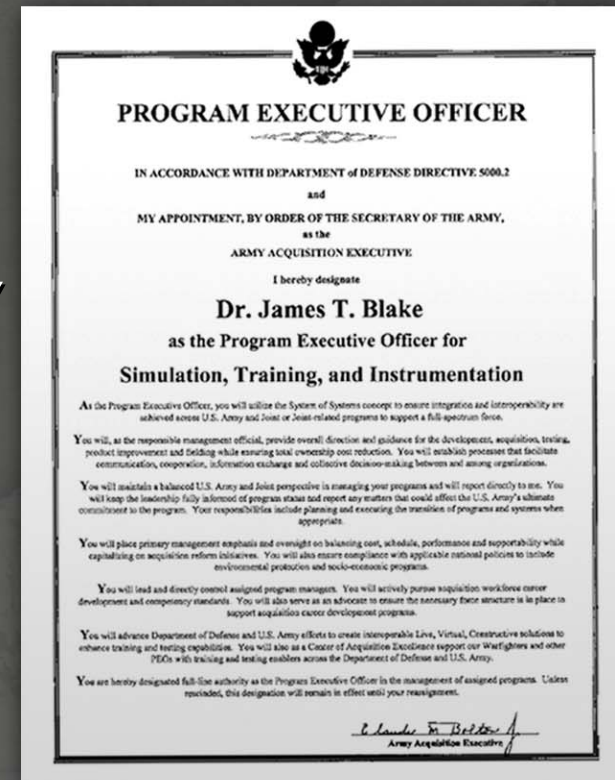 PROGRAM EXECUTIVE OFFICER
IN ACCORDANCE WITH DEPARTMENT of DEFENSE DIRECTIVE 5000.2
and
MY APPOINTMENT, BY ORDER OF THE SECRETARY OF THE ARMY,
as the
ARMY ACQUISITION EXECUTIVE
I hereby designate
Dr. James T. Blake
as the Program Executive Officer for
Simulation, Training, and Instrumentation
As the Program Executive Officer, you will utilize the System of Systems concept to ensure integration and interoperability are
achieved across U.S. Army and Joint or Joint-related programs to support a full-spectrum force.
You will, as the responsible management official, provide overall direction and guidance for the development, acquisition, testing,
product improvement and fielding while ensuring total ownership cost reduction. You will establish processes that facilitate
communication, cooperation, information exchange and collective decision-making between and among organizations.
You will maintain a balanced U.S. Army and Joint perspective in managing your programs and will report directly to me. You
will keep the leadership fully informed of program status and report any matters that could affect the U.S. Army's ultimate
commitment to the program. Your responsibilities include planning and executing the transition of programs and systems when
appropriate.
You will place primary management emphasis and oversight on balancing cost, schedule, performance and supportability while
capitalizing on acquisition reform initiatives. You will also ensure compliance with applicable national policies to include
environmental protection and socio-economic programs.
You will lead and directly control assigned program managers. You will actively pursue acquisition workforce career
development and competency standards. You will also serve as an advocate to ensure the necessary force structure is in place to
support acquisition career development programs.
You will advance Department of Defense and U.S. Army efforts to create interoperable Live, Virtual, Constructive solutions to
enhance training and testing capabilities. You will also as a Center of Acquisition Excellence support our Warfighters and other
PEOs with training and testing enablers across the Department of Defense and U.S. Army.
You are hereby designated full-line authority as the Program Executive Officer in the management of assigned programs. Unless
rescinded, this designation will remain in effect until your reassignment.
Claude M Bolton Jr.
Army Acquisition Executive